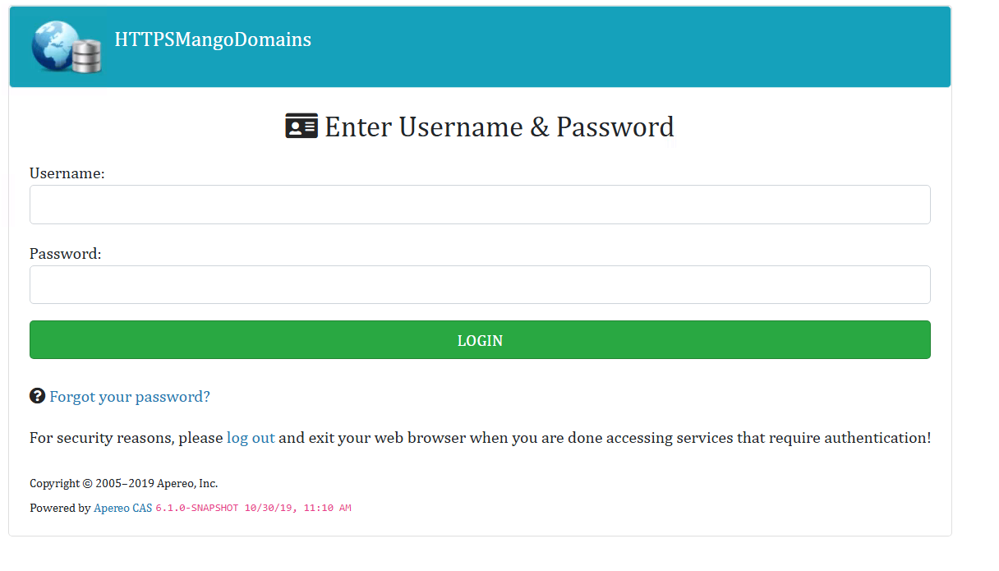 HTTPSMangoDomains
Enter Username & Password
Username:
Password:
LOGIN
Forgot your password?
For security reasons, please log out and exit your web browser when you are done accessing services that require authentication!
Copyright © 2005–2019 Apereo, Inc.
Powered by Apereo CAS 6.1.0-SNAPSHOT 10/30/19, 11:10 AM